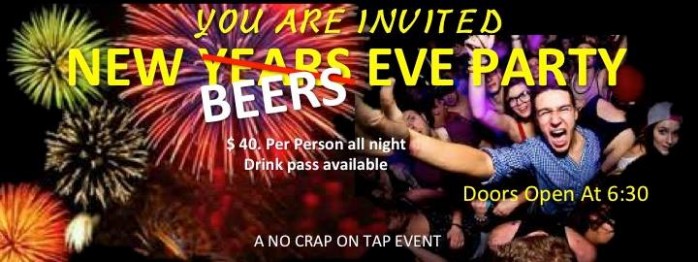 YOU ARE INVITED
NEW YEARS EVE PARTY
BEERS
$ 40. Per Person all night
Drink pass available
Doors Open At 6:30
A NO CRAP ON TAP EVENT